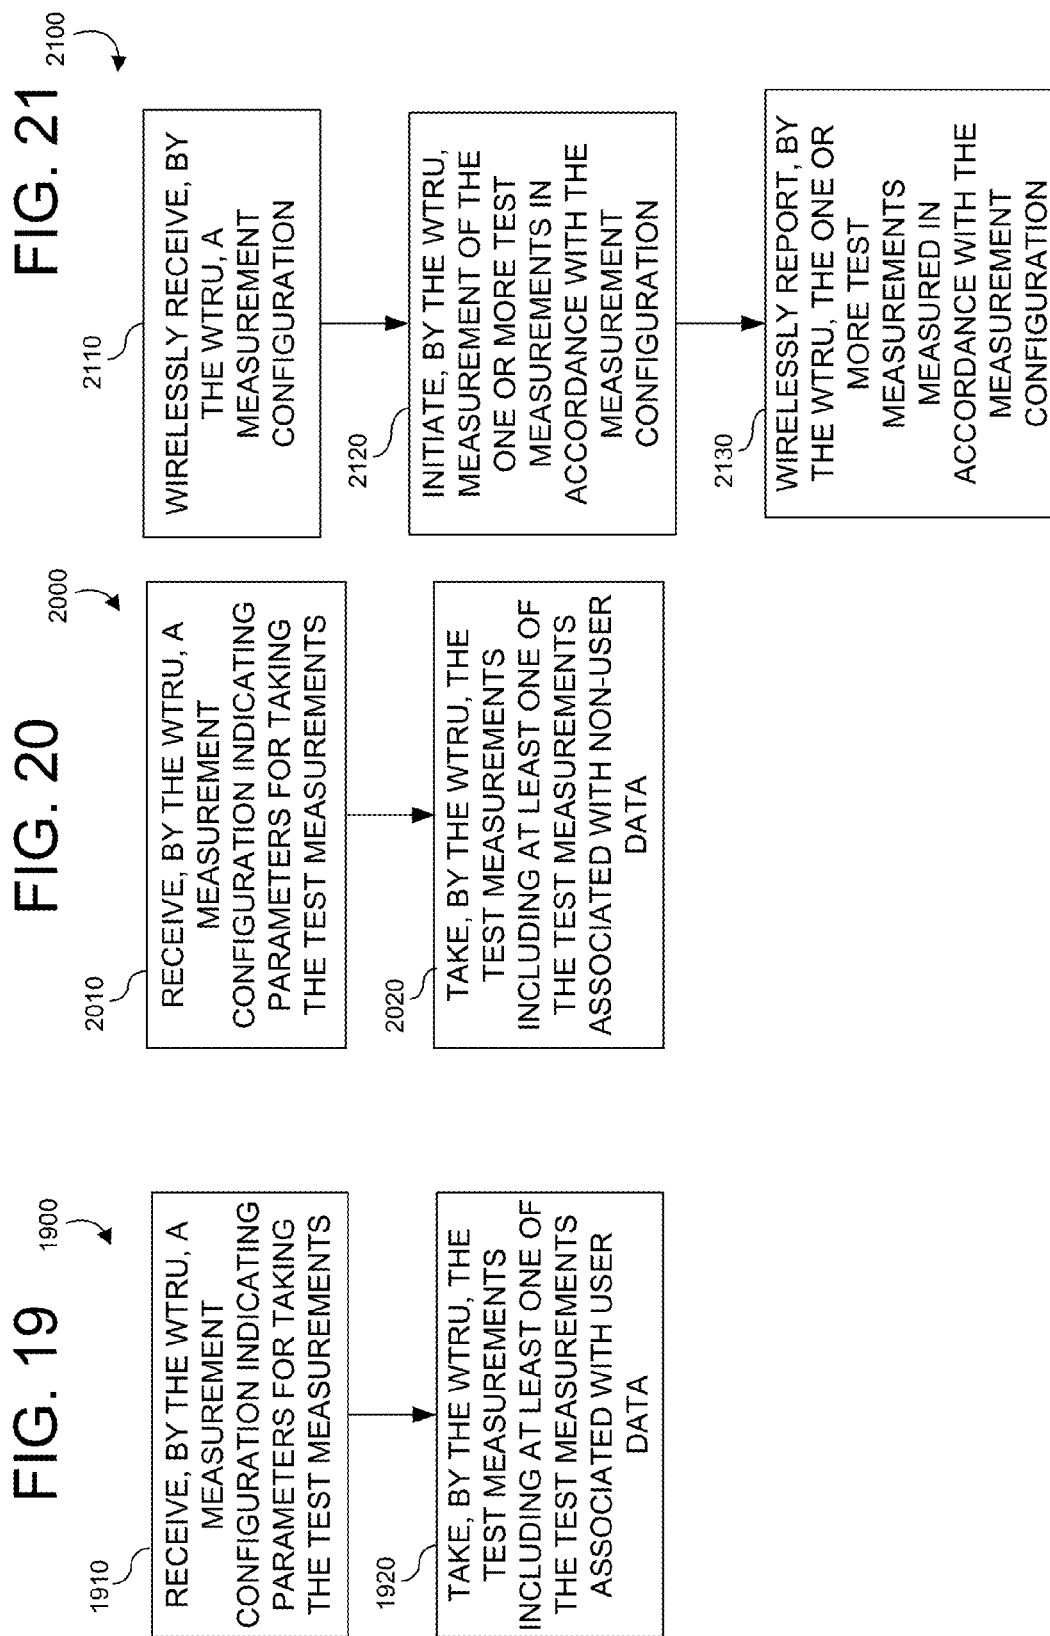 FIG. 19
1900
1910
RECEIVE, BY THE WTRU, A
MEASUREMENT
CONFIGURATION INDICATING
PARAMETERS FOR TAKING
THE TEST MEASUREMENTS
1920
TAKE, BY THE WTRU, THE
TEST MEASUREMENTS
INCLUDING AT LEAST ONE OF
THE TEST MEASUREMENTS
ASSOCIATED WITH USER
DATA
FIG. 20
2000
2010
RECEIVE, BY THE WTRU, A
MEASUREMENT
CONFIGURATION INDICATING
PARAMETERS FOR TAKING
THE TEST MEASUREMENTS
2020
TAKE, BY THE WTRU, THE
TEST MEASUREMENTS
INCLUDING AT LEAST ONE OF
THE TEST MEASUREMENTS
ASSOCIATED WITH NON-USER
DATA
FIG. 21
2100
2110
WIRELESSLY RECEIVE, BY
THE WTRU, A
MEASUREMENT
CONFIGURATION
2120
INITIATE, BY THE WTRU,
MEASUREMENT OF THE
ONE OR MORE TEST
MEASUREMENTS IN
ACCORDANCE WITH THE
MEASUREMENT
CONFIGURATION
2130
WIRELESSLY REPORT, BY
THE WTRU, THE ONE OR
MORE TEST
MEASUREMENTS
MEASURED IN
ACCORDANCE WITH THE
MEASUREMENT
CONFIGURATION